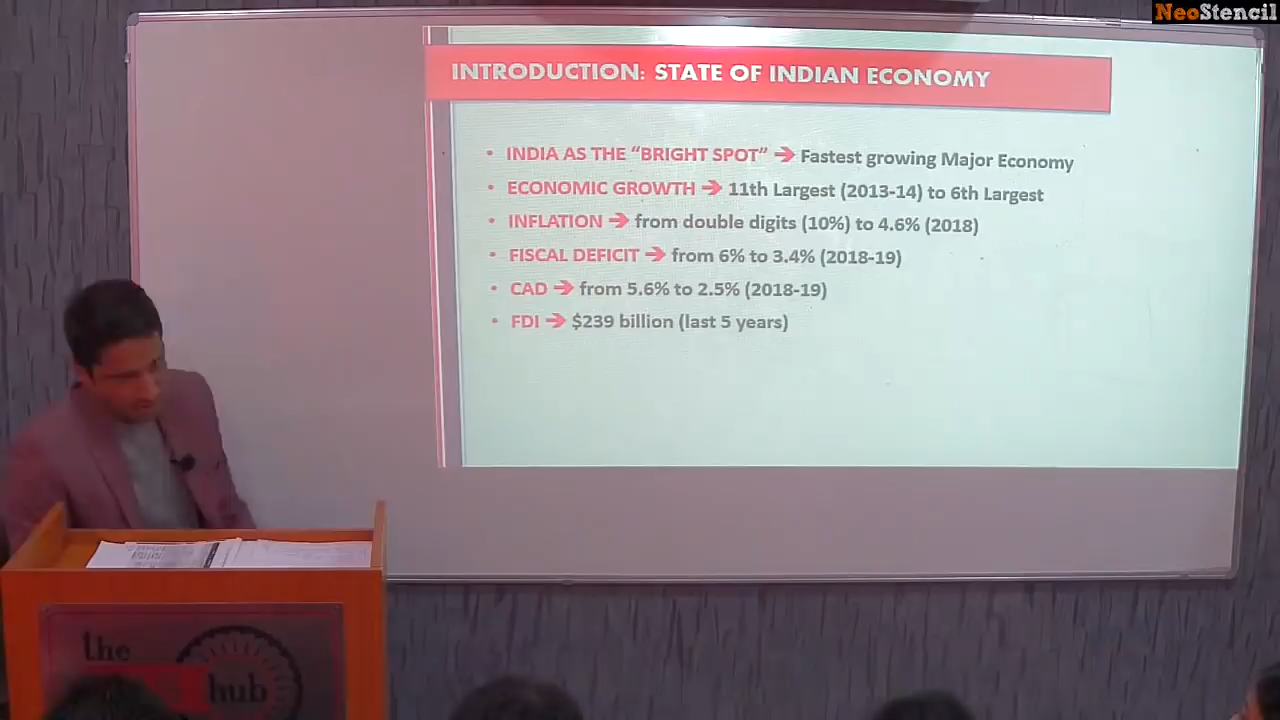 NeoStencil
INTRODUCTION: STATE OF INDIAN ECONOMY
• INDIA AS THE “BRIGHT SPOT” → Fastest growing Major Economy
• ECONOMIC GROWTH → 11th Largest (2013-14) to 6th Largest
• INFLATION → from double digits (10%) to 4.6% (2018)
• FISCAL DEFICIT → from 6% to 3.4% (2018-19)
• CAD → from 5.6% to 2.5% (2018-19)
• FDI → $239 billion (last 5 years)
the
hub